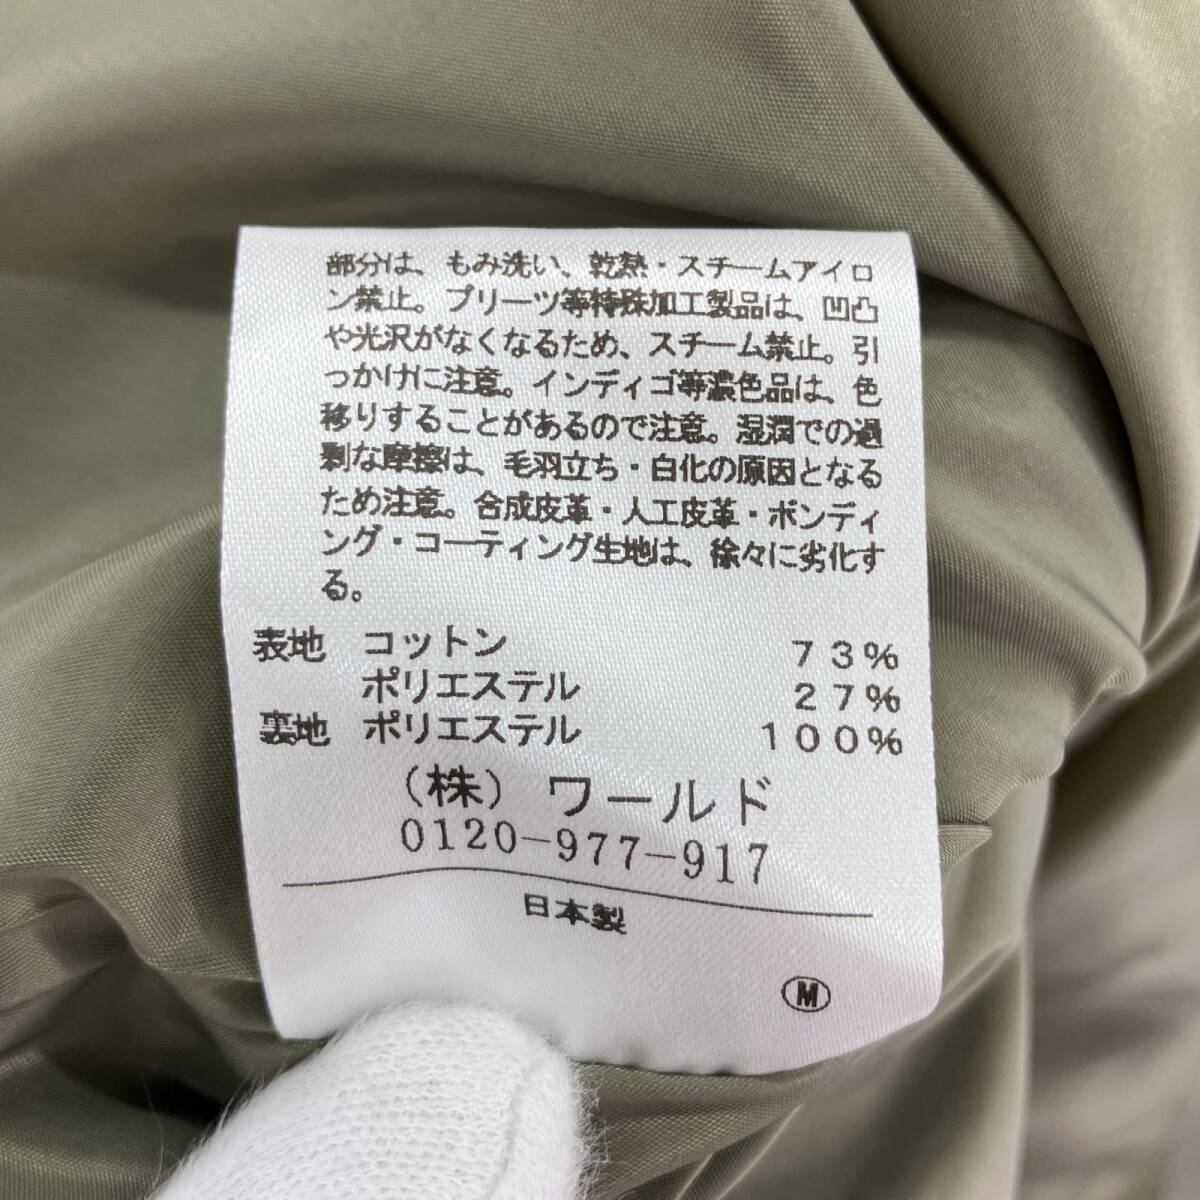 部分は、もみ洗い、乾熱・スチームアイロ
ン禁止。プリーツ等特殊加工製品は、凹凸
や光沢がなくなるため、スチーム禁止。引
っかけに注意。インディゴ等濃色品は、色
移りすることがあるので注意。湿潤での過
剰な摩擦は、毛羽立ち・白化の原因となる
ため注意。合成皮革・人工皮革・ボンディ
ング・コーティング生地は、徐々に劣化す
る。
表地 コットン 73%
ポリエステル 27%
裏地 ポリエステル 100%
(株) ワールド
0120-977-917
日本製
M